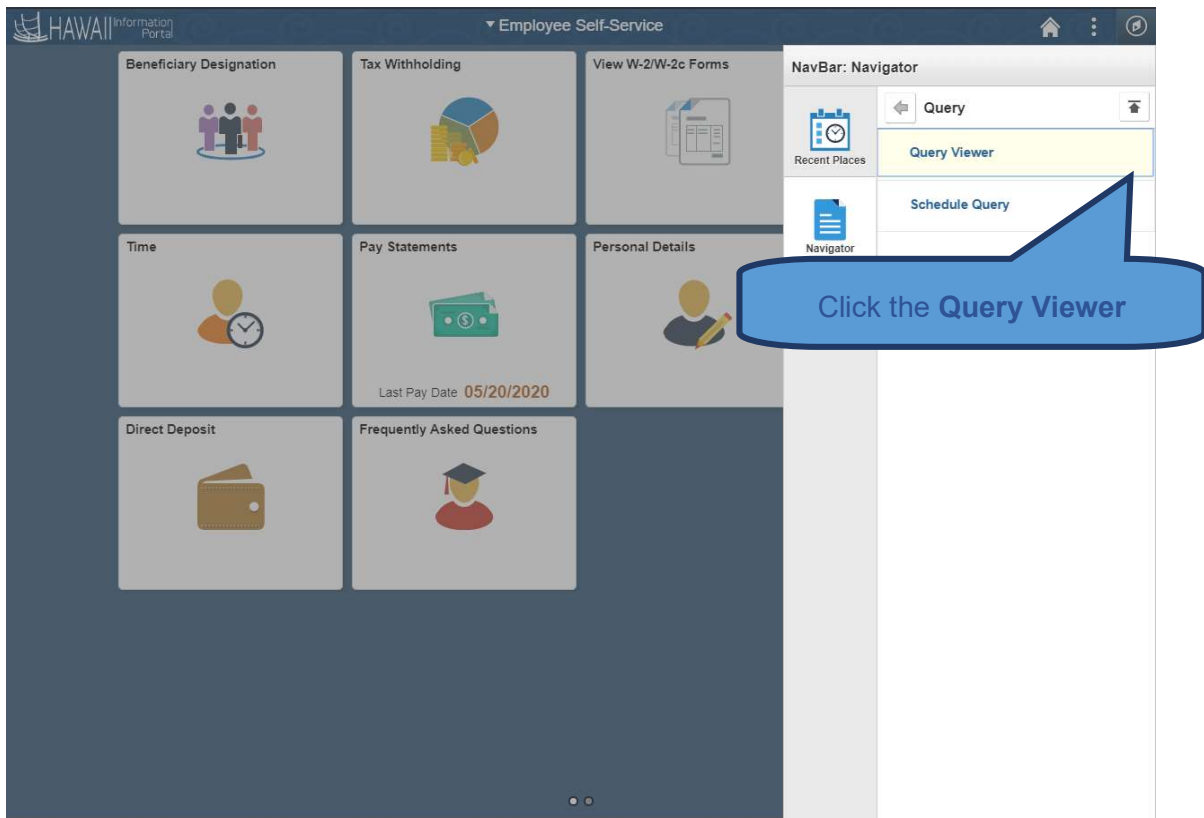 HAWAII Information
Portal
Employee Self-Service
Beneficiary Designation
Tax Withholding
View W-2/W-2c Forms
NavBar: Navigator
Recent Places
Query
Query Viewer
Schedule Query
Navigator
Click the Query Viewer
Time
Pay Statements
Last Pay Date 05/20/2020
Personal Details
Direct Deposit
Frequently Asked Questions